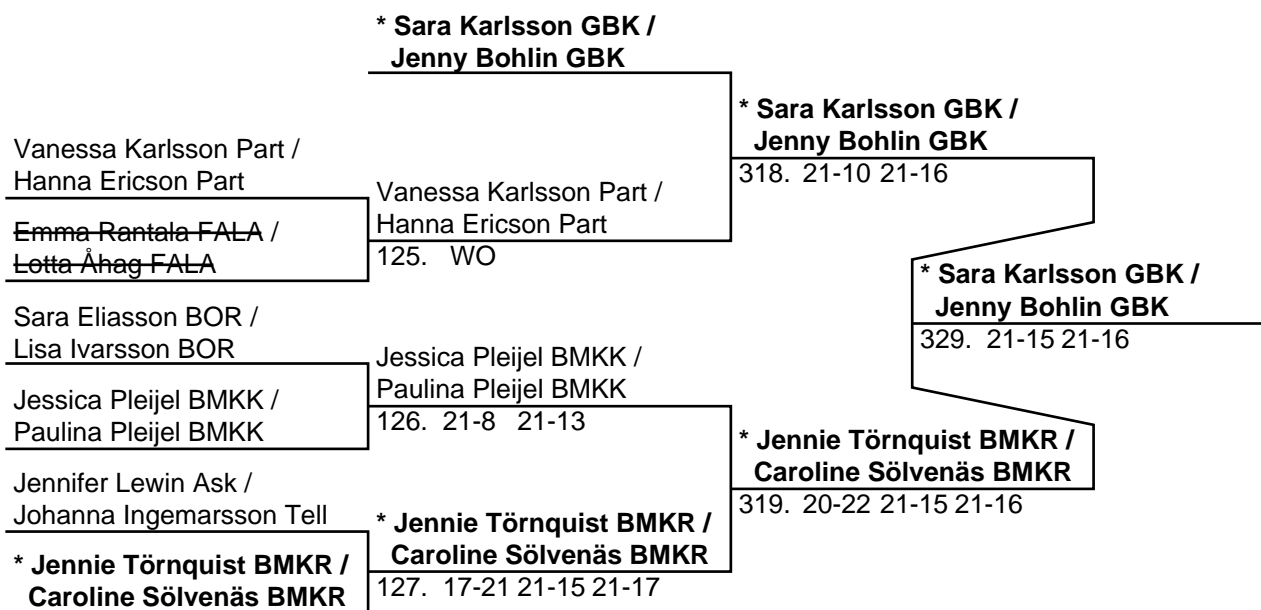 * Sara Karlsson GBK /
Jenny Bohlin GBK
Vanessa Karlsson Part /
Hanna Ericson Part
Emma Rantala FALA /
Lotta Åhag FALA
Sara Eliasson BOR /
Lisa Ivarsson BOR
Jessica Pleijel BMKK /
Paulina Pleijel BMKK
Jennifer Lewin Ask /
Johanna Ingemarsson Tell
* Jennie Törnquist BMKR /
Caroline Sölvenäs BMKR
Vanessa Karlsson Part /
Hanna Ericson Part
125. WO
Jessica Pleijel BMKK /
Paulina Pleijel BMKK
126. 21-8 21-13
* Jennie Törnquist BMKR /
Caroline Sölvenäs BMKR
127. 17-21 21-15 21-17
* Sara Karlsson GBK /
Jenny Bohlin GBK
318. 21-10 21-16
* Jennie Törnquist BMKR /
Caroline Sölvenäs BMKR
319. 20-22 21-15 21-16
* Sara Karlsson GBK /
Jenny Bohlin GBK
329. 21-15 21-16